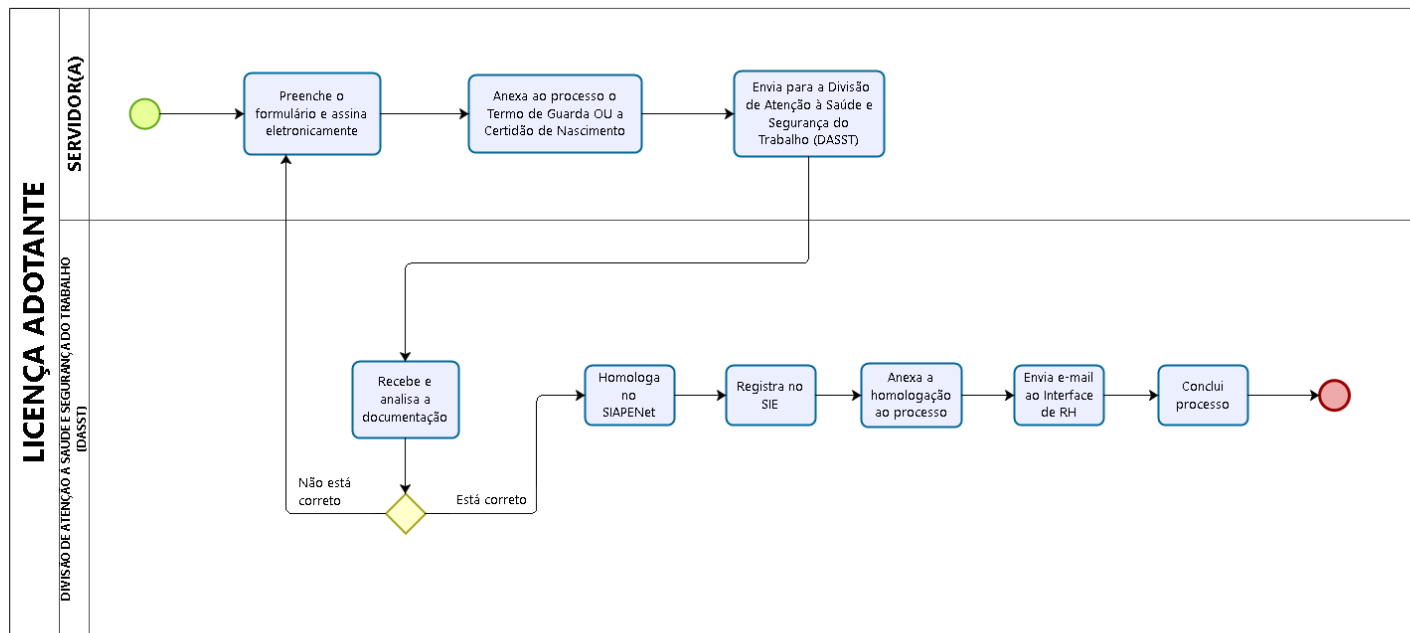 LICENÇA ADOTANTE
SERVIDOR(A)
Preenche o
formulário e assina
eletronicamente
Anexa ao processo o
Termo de Guarda OU a
Certidão de Nascimento
Envia para a Divisão
de Atenção à Saúde e
Segurança do
Trabalho (DASST)
DIVISÃO DE ATENÇÃO À SAÚDE E SEGURANÇA DO TRABALHO
(DASST)
Recebe e
analisa a
documentação
Não está
correto
Está correto
Homologa
no
SIAPENet
Registra no
SIE
Anexa a
homologação
ao processo
Envia e-mail
ao Interface
de RH
Conclui
processo